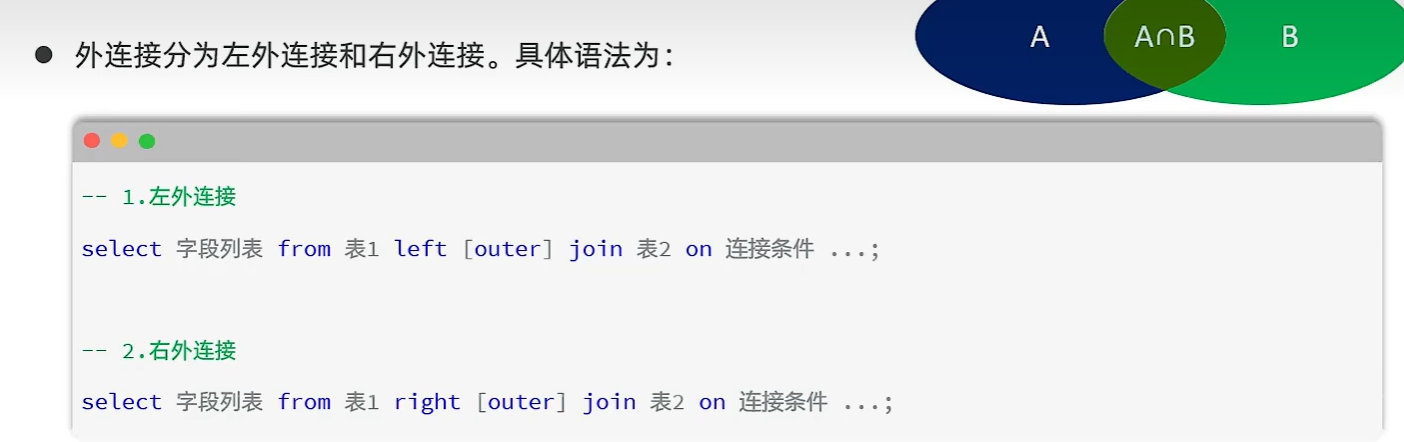 ● 外连接分为左外连接和右外连接。具体语法为：
A A∩B B
-- 1.左外连接
select 字段列表 from 表1 left [outer] join 表2 on 连接条件 ...;
-- 2.右外连接
select 字段列表 from 表1 right [outer] join 表2 on 连接条件 ...;